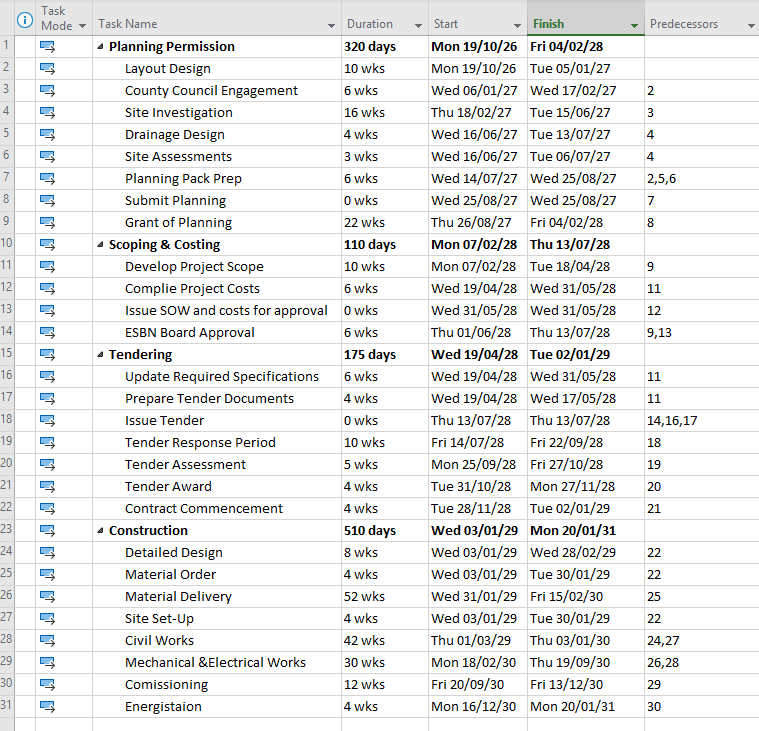 Task Mode Task Name Duration Start Finish Predecessors
1 Planning Permission 320 days Mon 19/10/26 Fri 04/02/28
2 Layout Design 10 wks Mon 19/10/26 Tue 05/01/27
3 County Council Engagement 6 wks Wed 06/01/27 Wed 17/02/27 2
4 Site Investigation 16 wks Thu 18/02/27 Tue 15/06/27 3
5 Drainage Design 4 wks Wed 16/06/27 Tue 13/07/27 4
6 Site Assessments 3 wks Wed 16/06/27 Tue 06/07/27 4
7 Planning Pack Prep 6 wks Wed 14/07/27 Wed 25/08/27 2,5,6
8 Submit Planning 0 wks Wed 25/08/27 Wed 25/08/27 7
9 Grant of Planning 22 wks Thu 26/08/27 Fri 04/02/28 8
10 Scoping & Costing 110 days Mon 07/02/28 Thu 13/07/28
11 Develop Project Scope 10 wks Mon 07/02/28 Tue 18/04/28 9
12 Complie Project Costs 6 wks Wed 19/04/28 Wed 31/05/28 11
13 Issue SOW and costs for approval 0 wks Wed 31/05/28 Wed 31/05/28 12
14 ESBN Board Approval 6 wks Thu 01/06/28 Thu 13/07/28 9,13
15 Tendering 175 days Wed 19/04/28 Tue 02/01/29
16 Update Required Specifications 6 wks Wed 19/04/28 Wed 31/05/28 11
17 Prepare Tender Documents 4 wks Wed 19/04/28 Wed 17/05/28 11
18 Issue Tender 0 wks Thu 13/07/28 Thu 13/07/28 14,16,17
19 Tender Response Period 10 wks Fri 14/07/28 Fri 22/09/28 18
20 Tender Assessment 5 wks Mon 25/09/28 Fri 27/10/28 19
21 Tender Award 4 wks Tue 31/10/28 Mon 27/11/28 20
22 Contract Commencement 4 wks Tue 28/11/28 Tue 02/01/29 21
23 Construction 510 days Wed 03/01/29 Mon 20/01/31
24 Detailed Design 8 wks Wed 03/01/29 Wed 28/02/29 22
25 Material Order 4 wks Wed 03/01/29 Tue 30/01/29 22
26 Material Delivery 52 wks Wed 31/01/29 Fri 15/02/30 25
27 Site Set-Up 4 wks Wed 03/01/29 Tue 30/01/29 22
28 Civil Works 42 wks Thu 01/03/29 Thu 03/01/30 24,27
29 Mechanical &Electrical Works 30 wks Mon 18/02/30 Thu 19/09/30 26,28
30 Comissioning 12 wks Fri 20/09/30 Fri 13/12/30 29
31 Energistaion 4 wks Mon 16/12/30 Mon 20/01/31 30